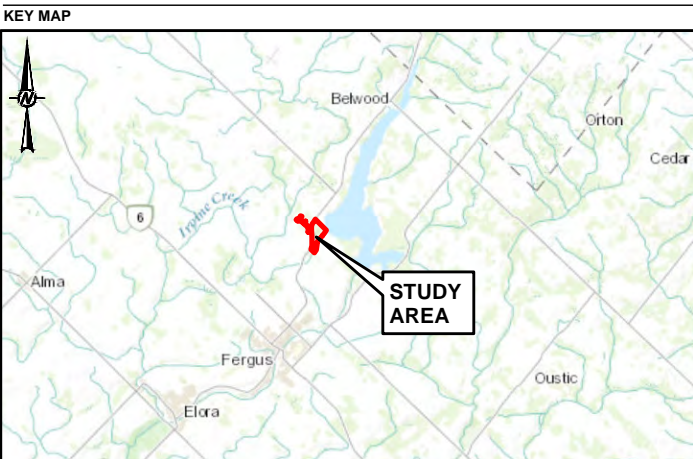 KEY MAP
N
Belwood
Orton
Cedar
Irvine Creek
6
Alma
STUDY
AREA
Fergus
Oustic
Elora